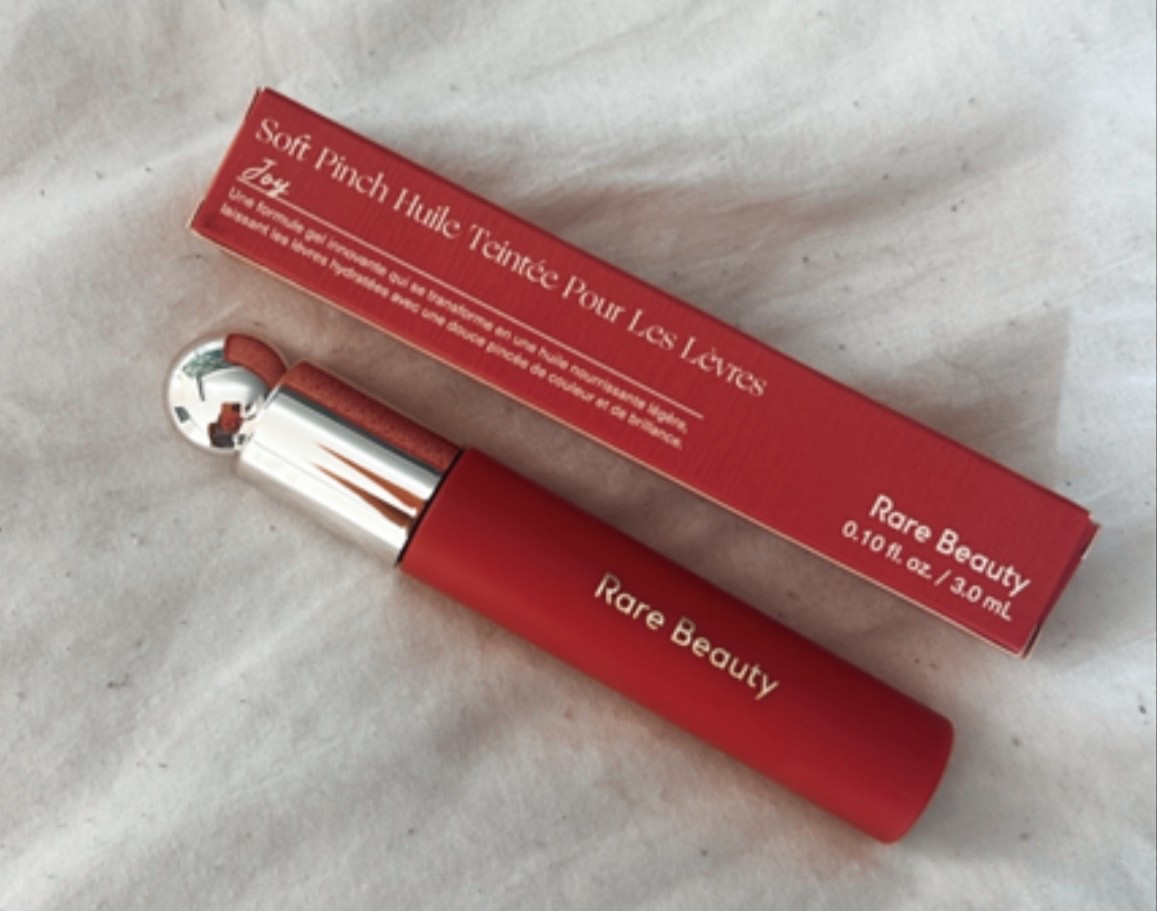 Soft Pinch Huile Teintée Pour Les Lèvres
Joy
Une formule gel innovante qui se transforme en une huile nourrissante légère,
laissant les lèvres hydratées avec une douce pincée de couleur et de brillance.
Rare Beauty
0.10 fl. oz. / 3.0 mL
Rare Beauty